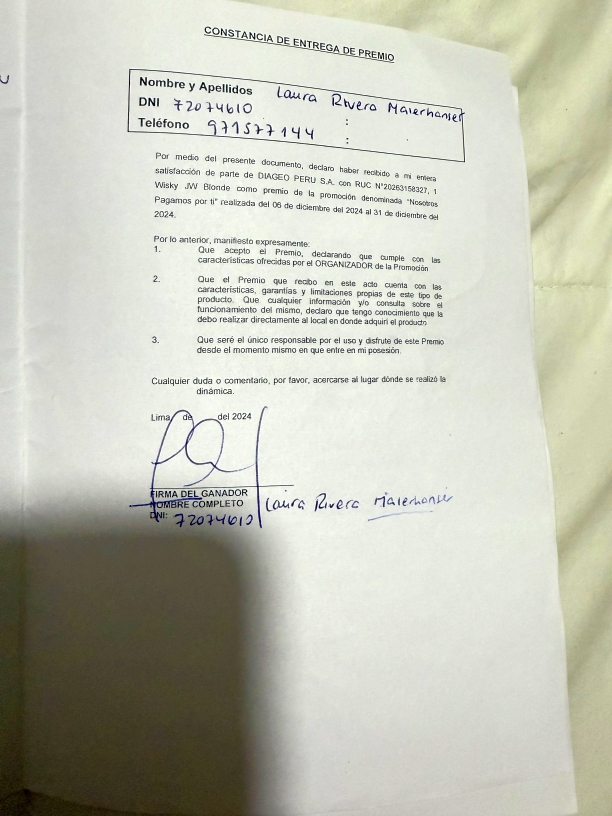 CONSTANCIA DE ENTREGA DE PREMIO
Nombre y Apellidos Laura Rivera Maierhanser
DNI 72074610 :
Teléfono 971577144 :
Por medio del presente documento, declaro haber recibido a mi entera
satisfacción de parte de DIAGEO PERU S.A. con RUC N°20263158327, 1
Wisky JW Blonde como premio de la promoción denominada "Nosotros
Pagamos por ti" realizada del 06 de diciembre del 2024 al 31 de diciembre del
2024.
Por lo anterior, manifiesto expresamente:
1. Que acepto el Premio, declarando que cumple con las
características ofrecidas por el ORGANIZADOR de la Promoción
2. Que el Premio que recibo en este acto cuenta con las
características, garantías y limitaciones propias de este tipo de
producto. Que cualquier información y/o consulta sobre el
funcionamiento del mismo, declaro que tengo conocimiento que la
debo realizar directamente al local en donde adquirí el producto
3. Que seré el único responsable por el uso y disfrute de este Premio
desde el momento mismo en que entre en mi posesión.
Cualquier duda o comentario, por favor, acercarse al lugar dónde se realizó la
dinámica.
Lima, de del 2024
FIRMA DEL GANADOR
NOMBRE COMPLETO Laura Rivera
DNI: 72074610